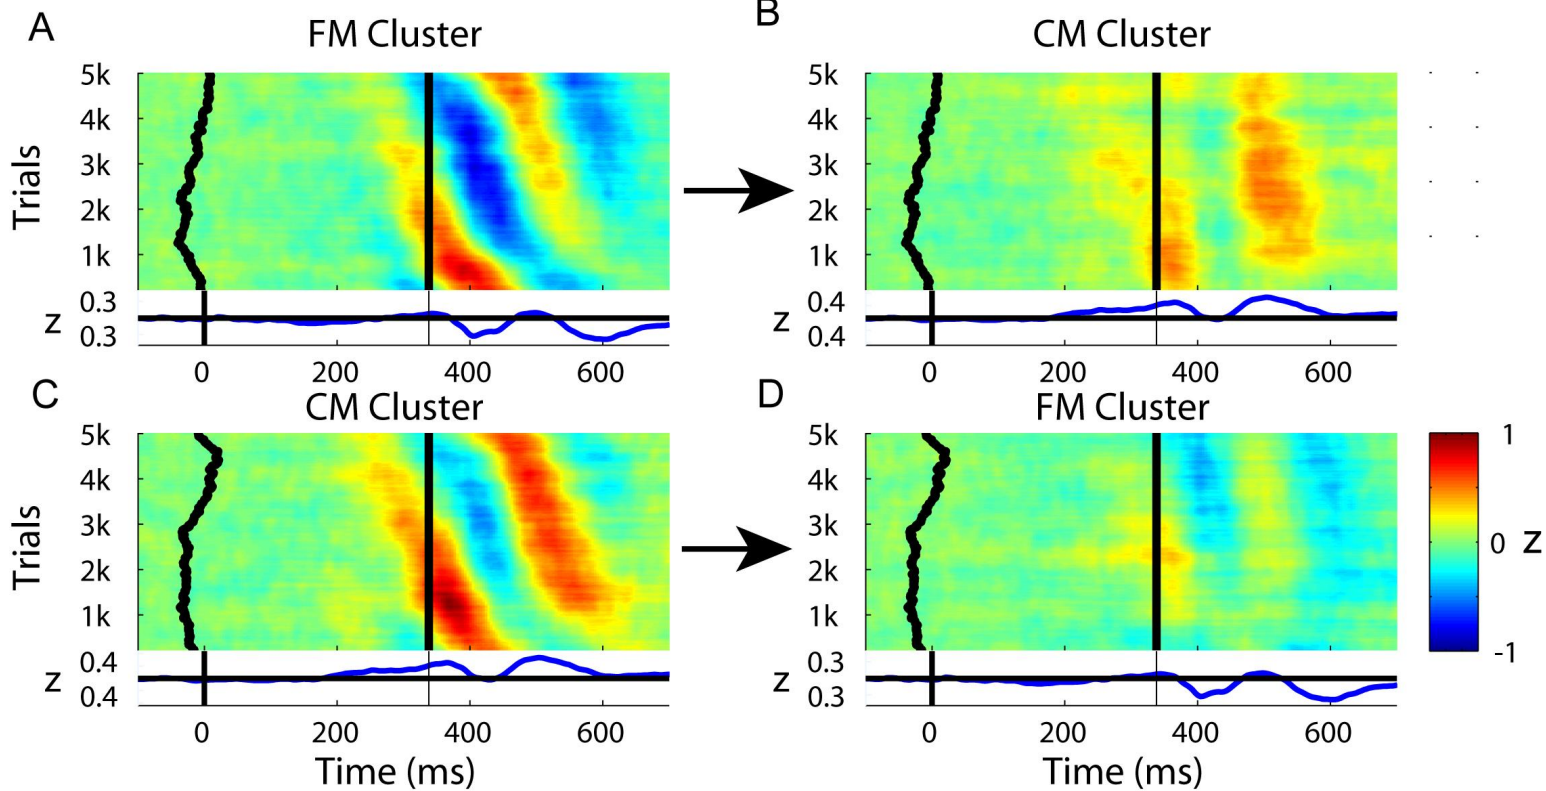 A
FM Cluster
B
CM Cluster
Trials
5k
4k
3k
2k
1k
5k
4k
3k
2k
1k
z
0.3
0.3
z
0.4
0.4
0 200 400 600
0 200 400 600
C
CM Cluster
D
FM Cluster
Trials
5k
4k
3k
2k
1k
5k
4k
3k
2k
1k
1
0
-1
Z
z
0.4
0.4
z
0.3
0.3
0 200 400 600
0 200 400 600
Time (ms)
Time (ms)